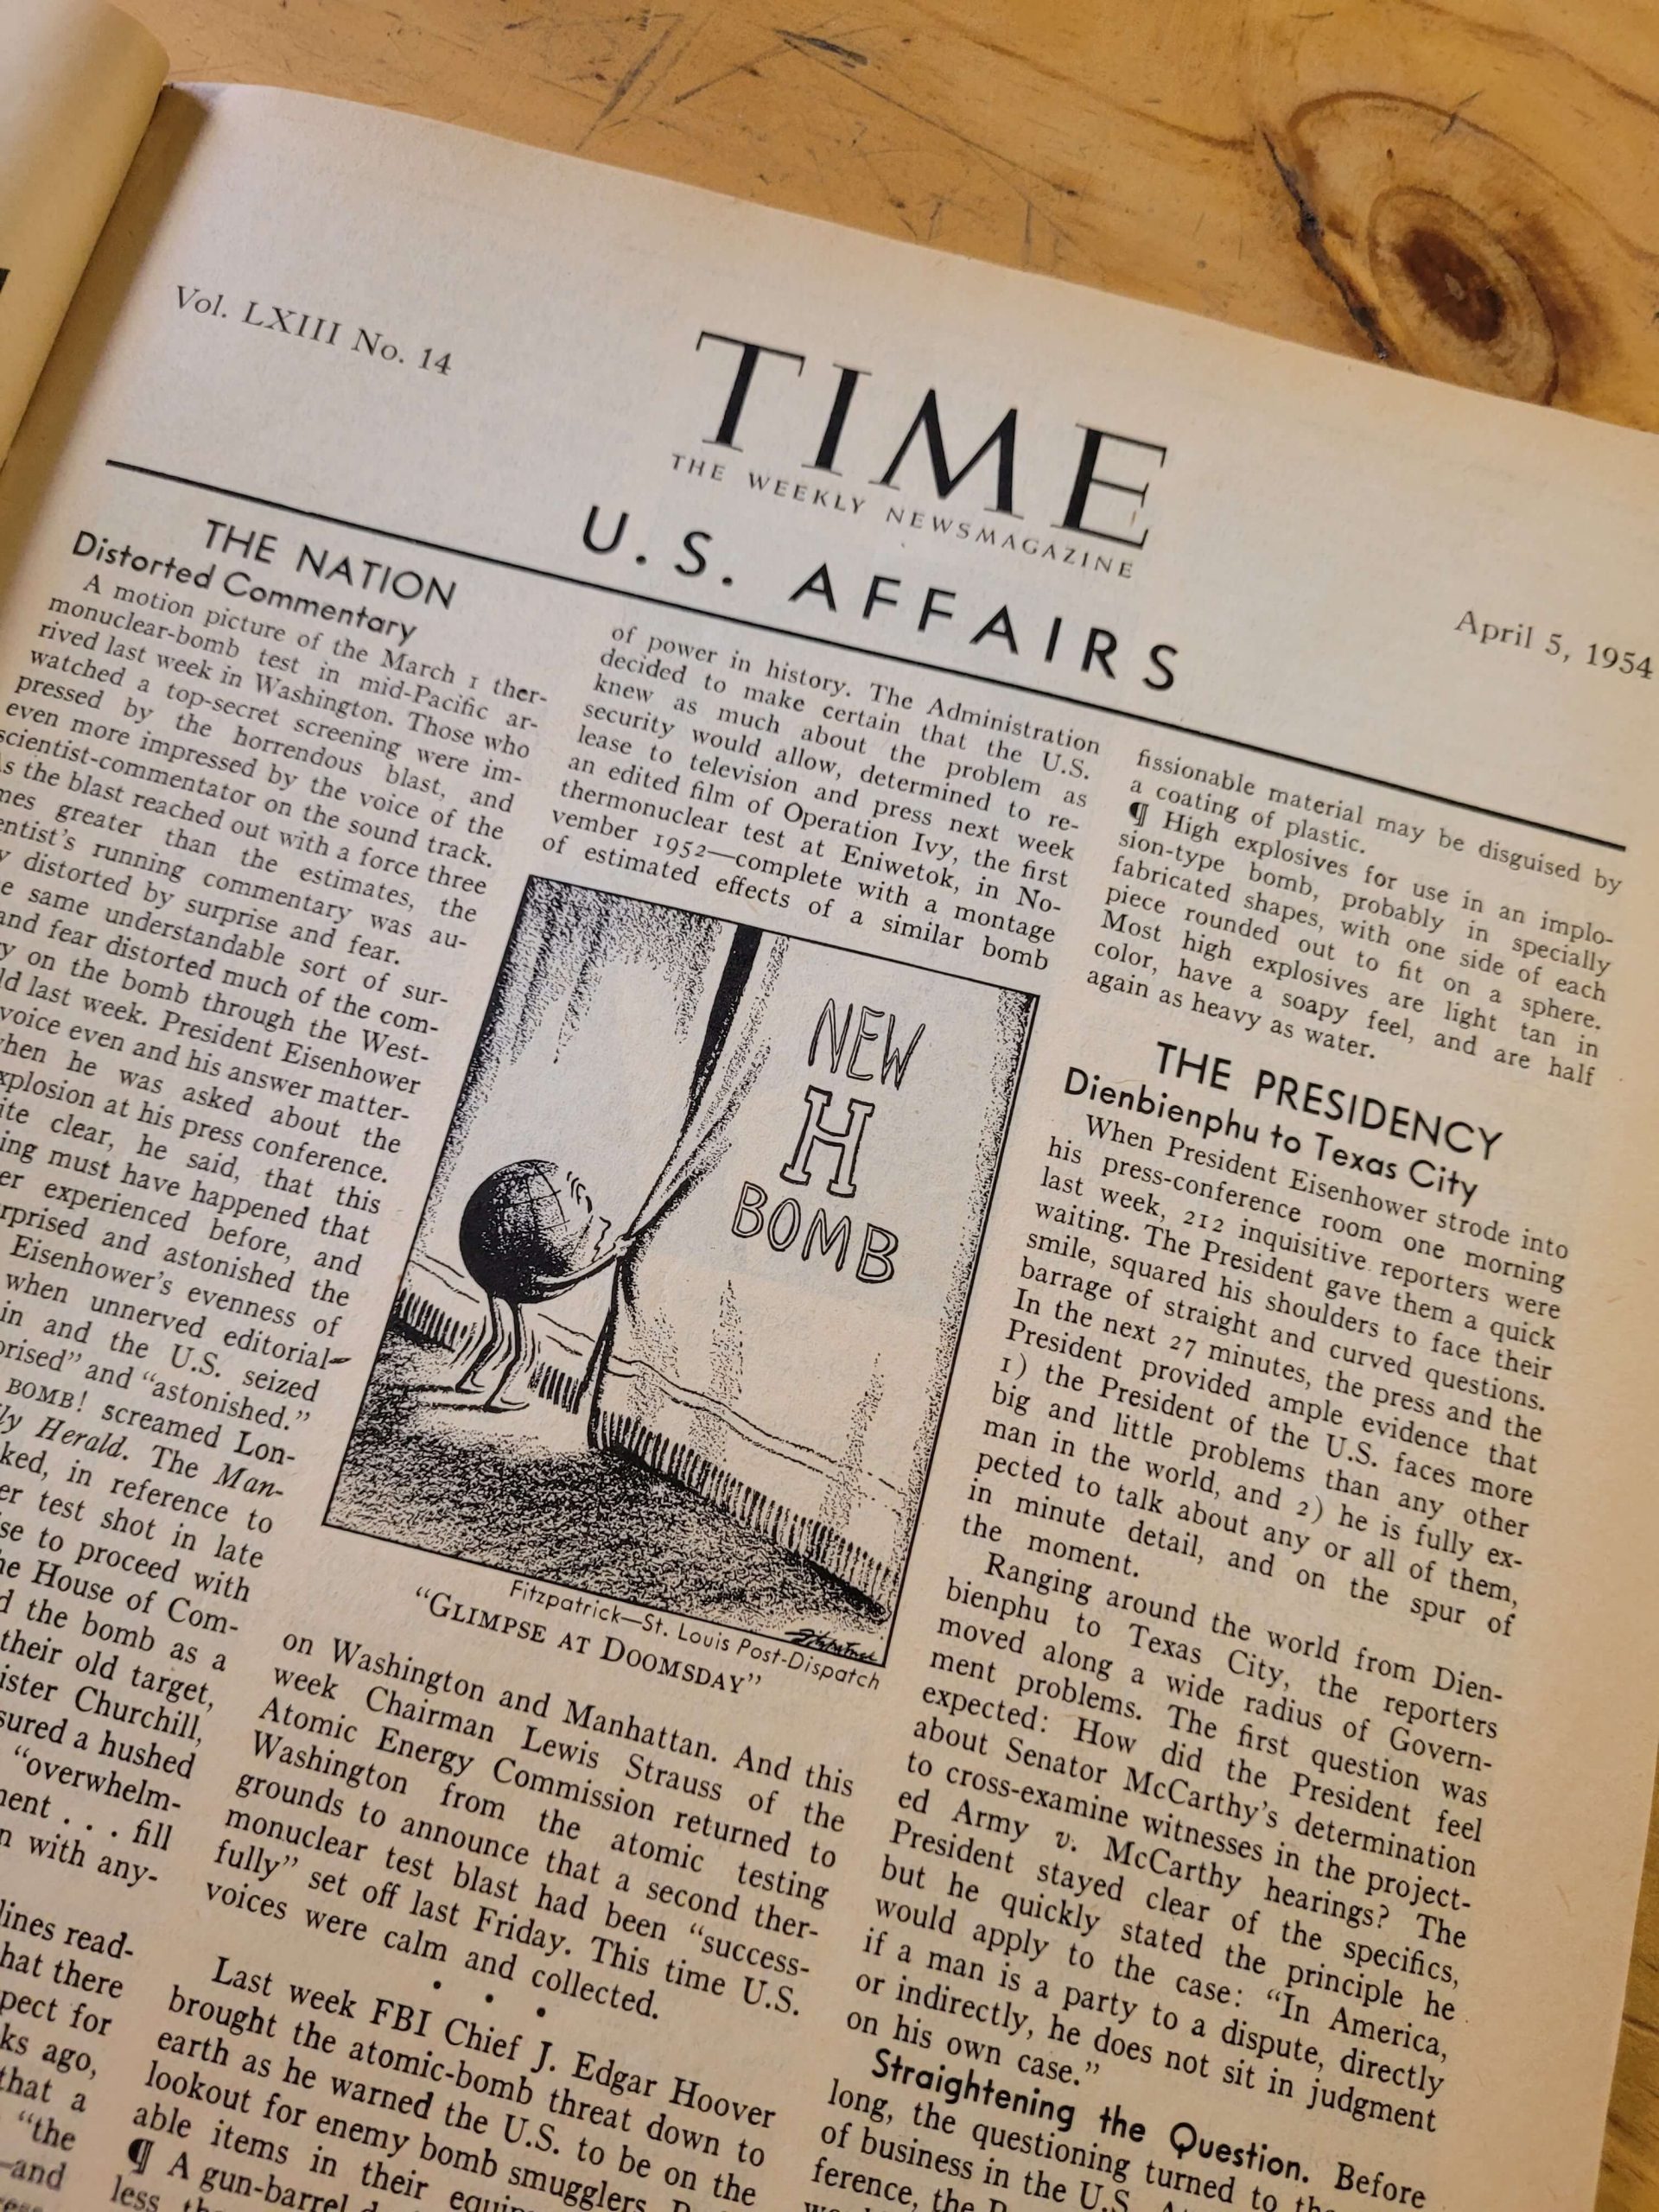 Vol. LXIII No. 14
TIME
THE WEEKLY NEWSMAGAZINE
April 5, 1954
U.S. AFFAIRS
THE NATION
Distorted Commentary
A motion picture of the March 1 ther-
monuclear-bomb test in mid-Pacific ar-
rived last week in Washington. Those who
watched a top-secret screening were im-
pressed by the horrendous blast, and
even more impressed by the voice of the
scientist-commentator on the sound track.
As the blast reached out with a force three
greater than the estimates, the
running commentary was au-
distorted by surprise and fear.
same understandable sort of sur-
and fear distorted much of the com-
on the bomb through the West-
last week. President Eisenhower
voice even and his answer matter-
when he was asked about the
explosion at his press conference.
clear, he said, that this
must have happened that
experienced before, and
surprised and astonished the
Eisenhower's evenness of
when unnerved editorial-
in and the U.S. seized
and "astonished."
BOMB! screamed Lon-
Herald. The Man-
in reference to
test shot in late
to proceed with
House of Com-
the bomb as a
their old target,
Churchill,
a hushed
"overwhelm-
. . . fill
with any-
lines read-
that there
for
ago,
that a
"the
and
of power in history. The Administration
decided to make certain that the U.S.
knew as much about the problem as
security would allow, determined to re-
lease to television and press next week
an edited film of Operation Ivy, the first
thermonuclear test at Eniwetok, in No-
vember 1952—complete with a montage
of estimated effects of a similar bomb
NEW
H
BOMB
Fitzpatrick—St. Louis Post-Dispatch
"GLIMPSE AT DOOMSDAY"
on Washington and Manhattan. And this
week Chairman Lewis Strauss of the
Atomic Energy Commission returned to
Washington from the atomic testing
grounds to announce that a second ther-
monuclear test blast had been "success-
fully" set off last Friday. This time U.S.
voices were calm and collected.
• • •
Last week FBI Chief J. Edgar Hoover
brought the atomic-bomb threat down to
earth as he warned the U.S. to be on the
lookout for enemy bomb smugglers.
able items in their
¶ A gun-barrel
less
fissionable material may be disguised by
a coating of plastic.
¶ High explosives for use in an implo-
sion-type bomb, probably in specially
fabricated shapes, with one side of each
piece rounded out to fit on a sphere.
Most high explosives are light tan in
color, have a soapy feel, and are half
again as heavy as water.
THE PRESIDENCY
Dienbienphu to Texas City
When President Eisenhower strode into
his press-conference room one morning
last week, 212 inquisitive reporters were
waiting. The President gave them a quick
smile, squared his shoulders to face their
barrage of straight and curved questions.
In the next 27 minutes, the press and the
President provided ample evidence that
1) the President of the U.S. faces more
big and little problems than any other
man in the world, and 2) he is fully ex-
pected to talk about any or all of them,
in minute detail, and on the spur of
the moment.
Ranging around the world from Dien-
bienphu to Texas City, the reporters
moved along a wide radius of Govern-
ment problems. The first question was
expected: How did the President feel
about Senator McCarthy's determination
to cross-examine witnesses in the project-
ed Army v. McCarthy hearings? The
President stayed clear of the specifics,
but he quickly stated the principle he
would apply to the case: "In America,
if a man is a party to a dispute, directly
or indirectly, he does not sit in judgment
on his own case."
Straightening the Question. Before
long, the questioning turned to the
of business in the U.S.
ference, the